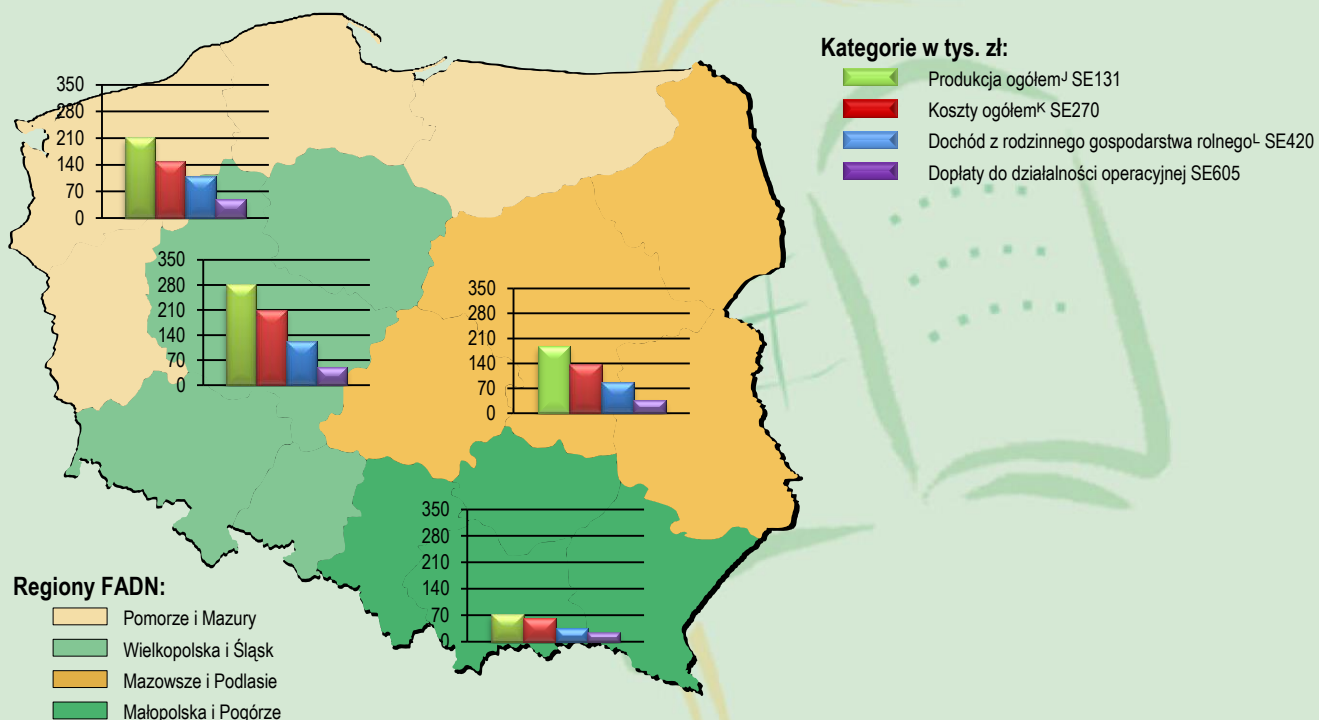 Kategorie w tys. zł:
Produkcja ogółemᴶ SE131
Koszty ogółemᴷ SE270
Dochód z rodzinnego gospodarstwa rolnegoᴸ SE420
Dopłaty do działalności operacyjnej SE605
350
280
210
140
70
0
350
280
210
140
70
0
350
280
210
140
70
0
350
280
210
140
70
0
Regiony FADN:
Pomorze i Mazury
Wielkopolska i Śląsk
Mazowsze i Podlasie
Małopolska i Pogórze